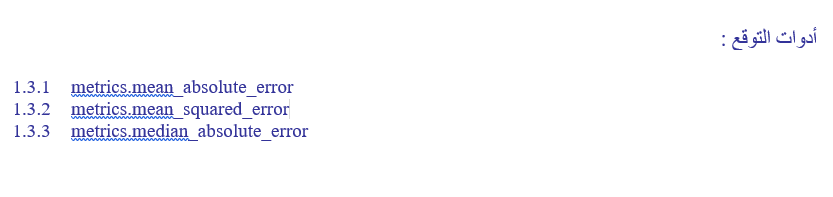 أدوات التوقع :
1.3.1 metrics.mean_absolute_error
1.3.2 metrics.mean_squared_error
1.3.3 metrics.median_absolute_error